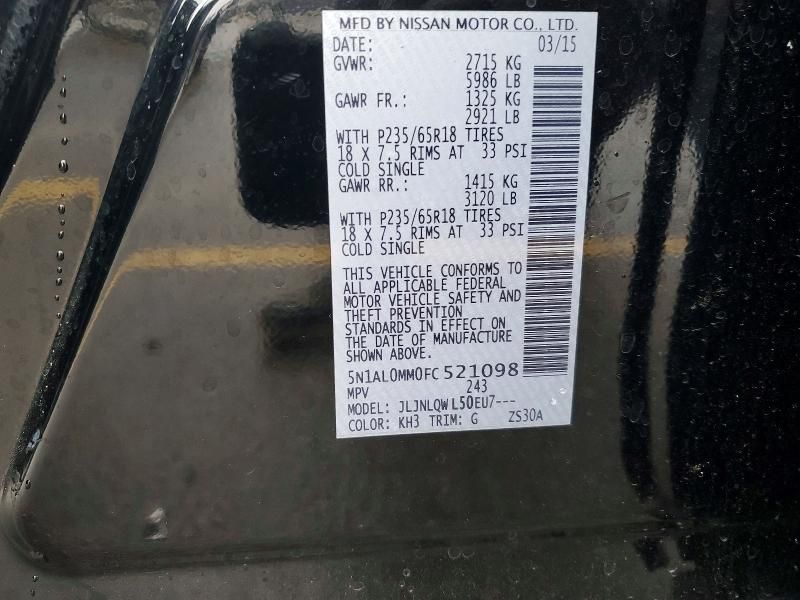 MFD BY NISSAN MOTOR CO., LTD.
DATE: 03/15
GVWR: 2715 KG
5986 LB
GAWR FR.: 1325 KG
2921 LB
WITH P235/65R18 TIRES
18 X 7.5 RIMS AT 33 PSI
COLD SINGLE
GAWR RR.: 1415 KG
3120 LB
WITH P235/65R18 TIRES
18 X 7.5 RIMS AT 33 PSI
COLD SINGLE
THIS VEHICLE CONFORMS TO
ALL APPLICABLE FEDERAL
MOTOR VEHICLE SAFETY AND
THEFT PREVENTION
STANDARDS IN EFFECT ON
THE DATE OF MANUFACTURE
SHOWN ABOVE.
5N1AL0MM0FC 521098
MPV 243
MODEL: JLJNLQWL50EU7---
COLOR: KH3 TRIM: G ZS30A